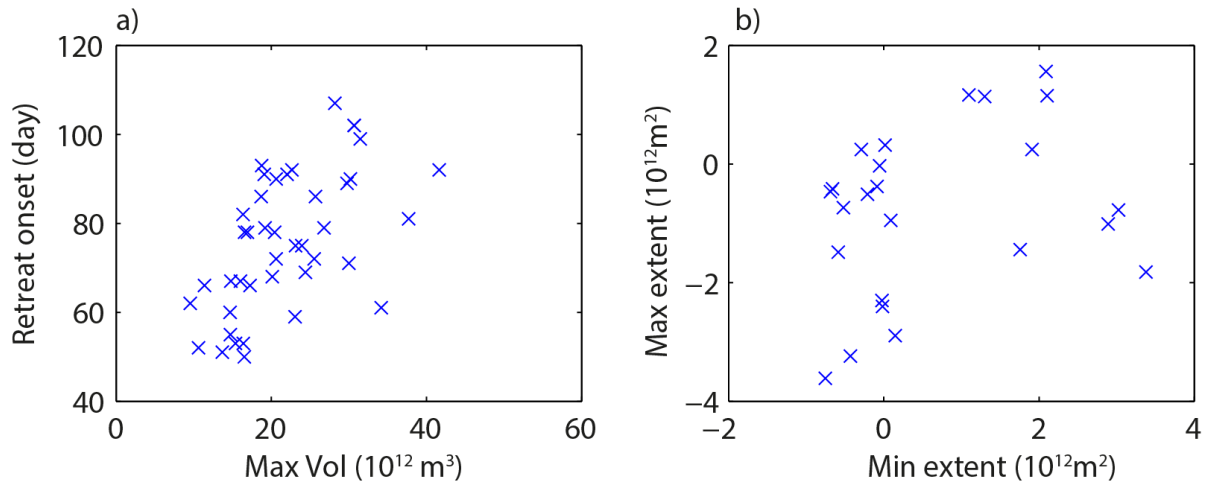 a)
120
100
80
60
40
0
20
40
60
Retreat onset (day)
Max Vol (10¹² m³)
b)
2
0
−2
−4
−2
0
2
4
Max extent (10¹²m²)
Min extent (10¹²m²)